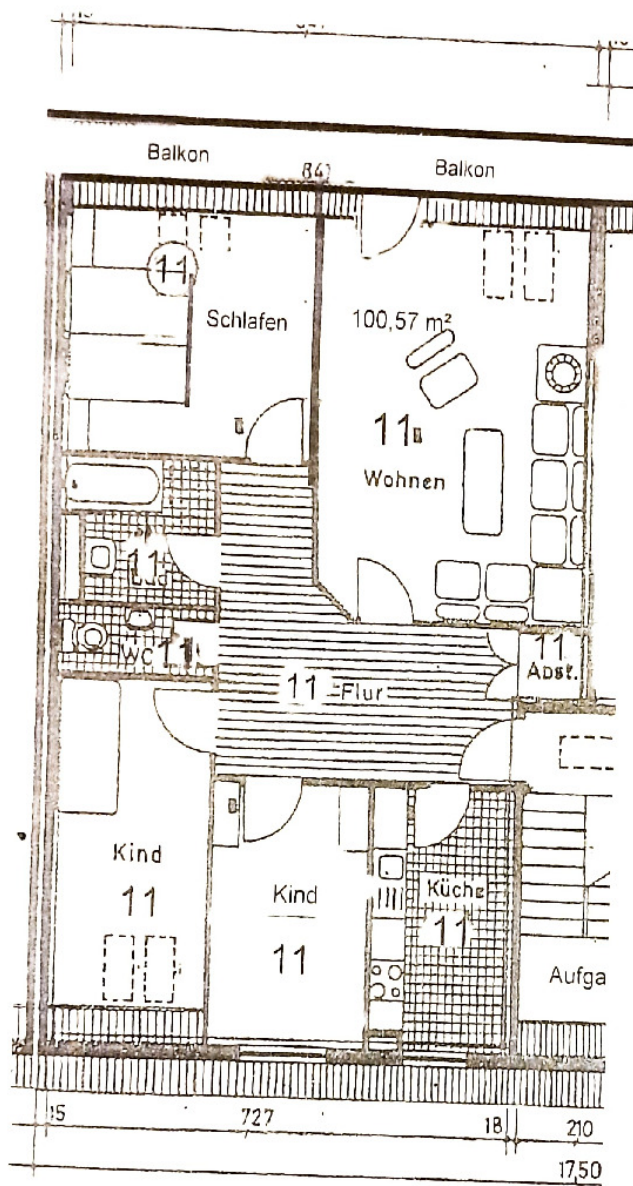 Balkon
841
Balkon
11
Schlafen
100,57 m²
11
Wohnen
11
WC 11
11
Abst.
11 Flur
Kind
11
Kind
11
Küche
11
Aufga
15
727
18
210
17,50